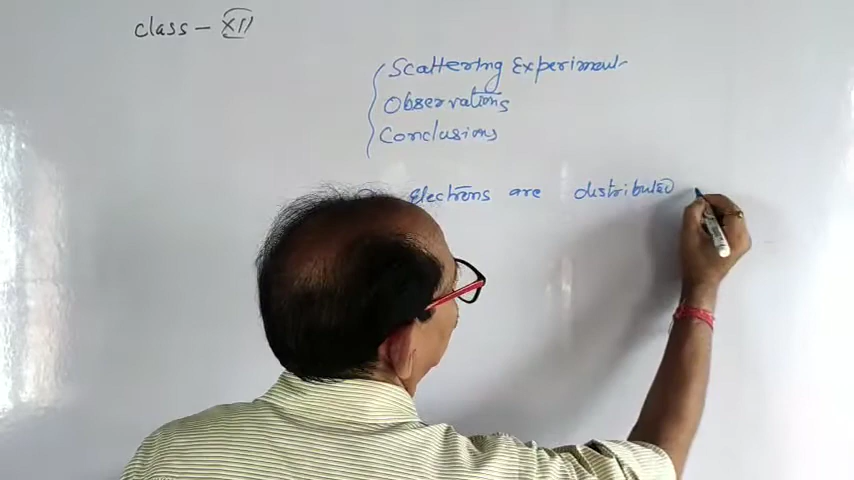 class - XII
Scattering Experiment
Observations
Conclusions
Electrons are distributed